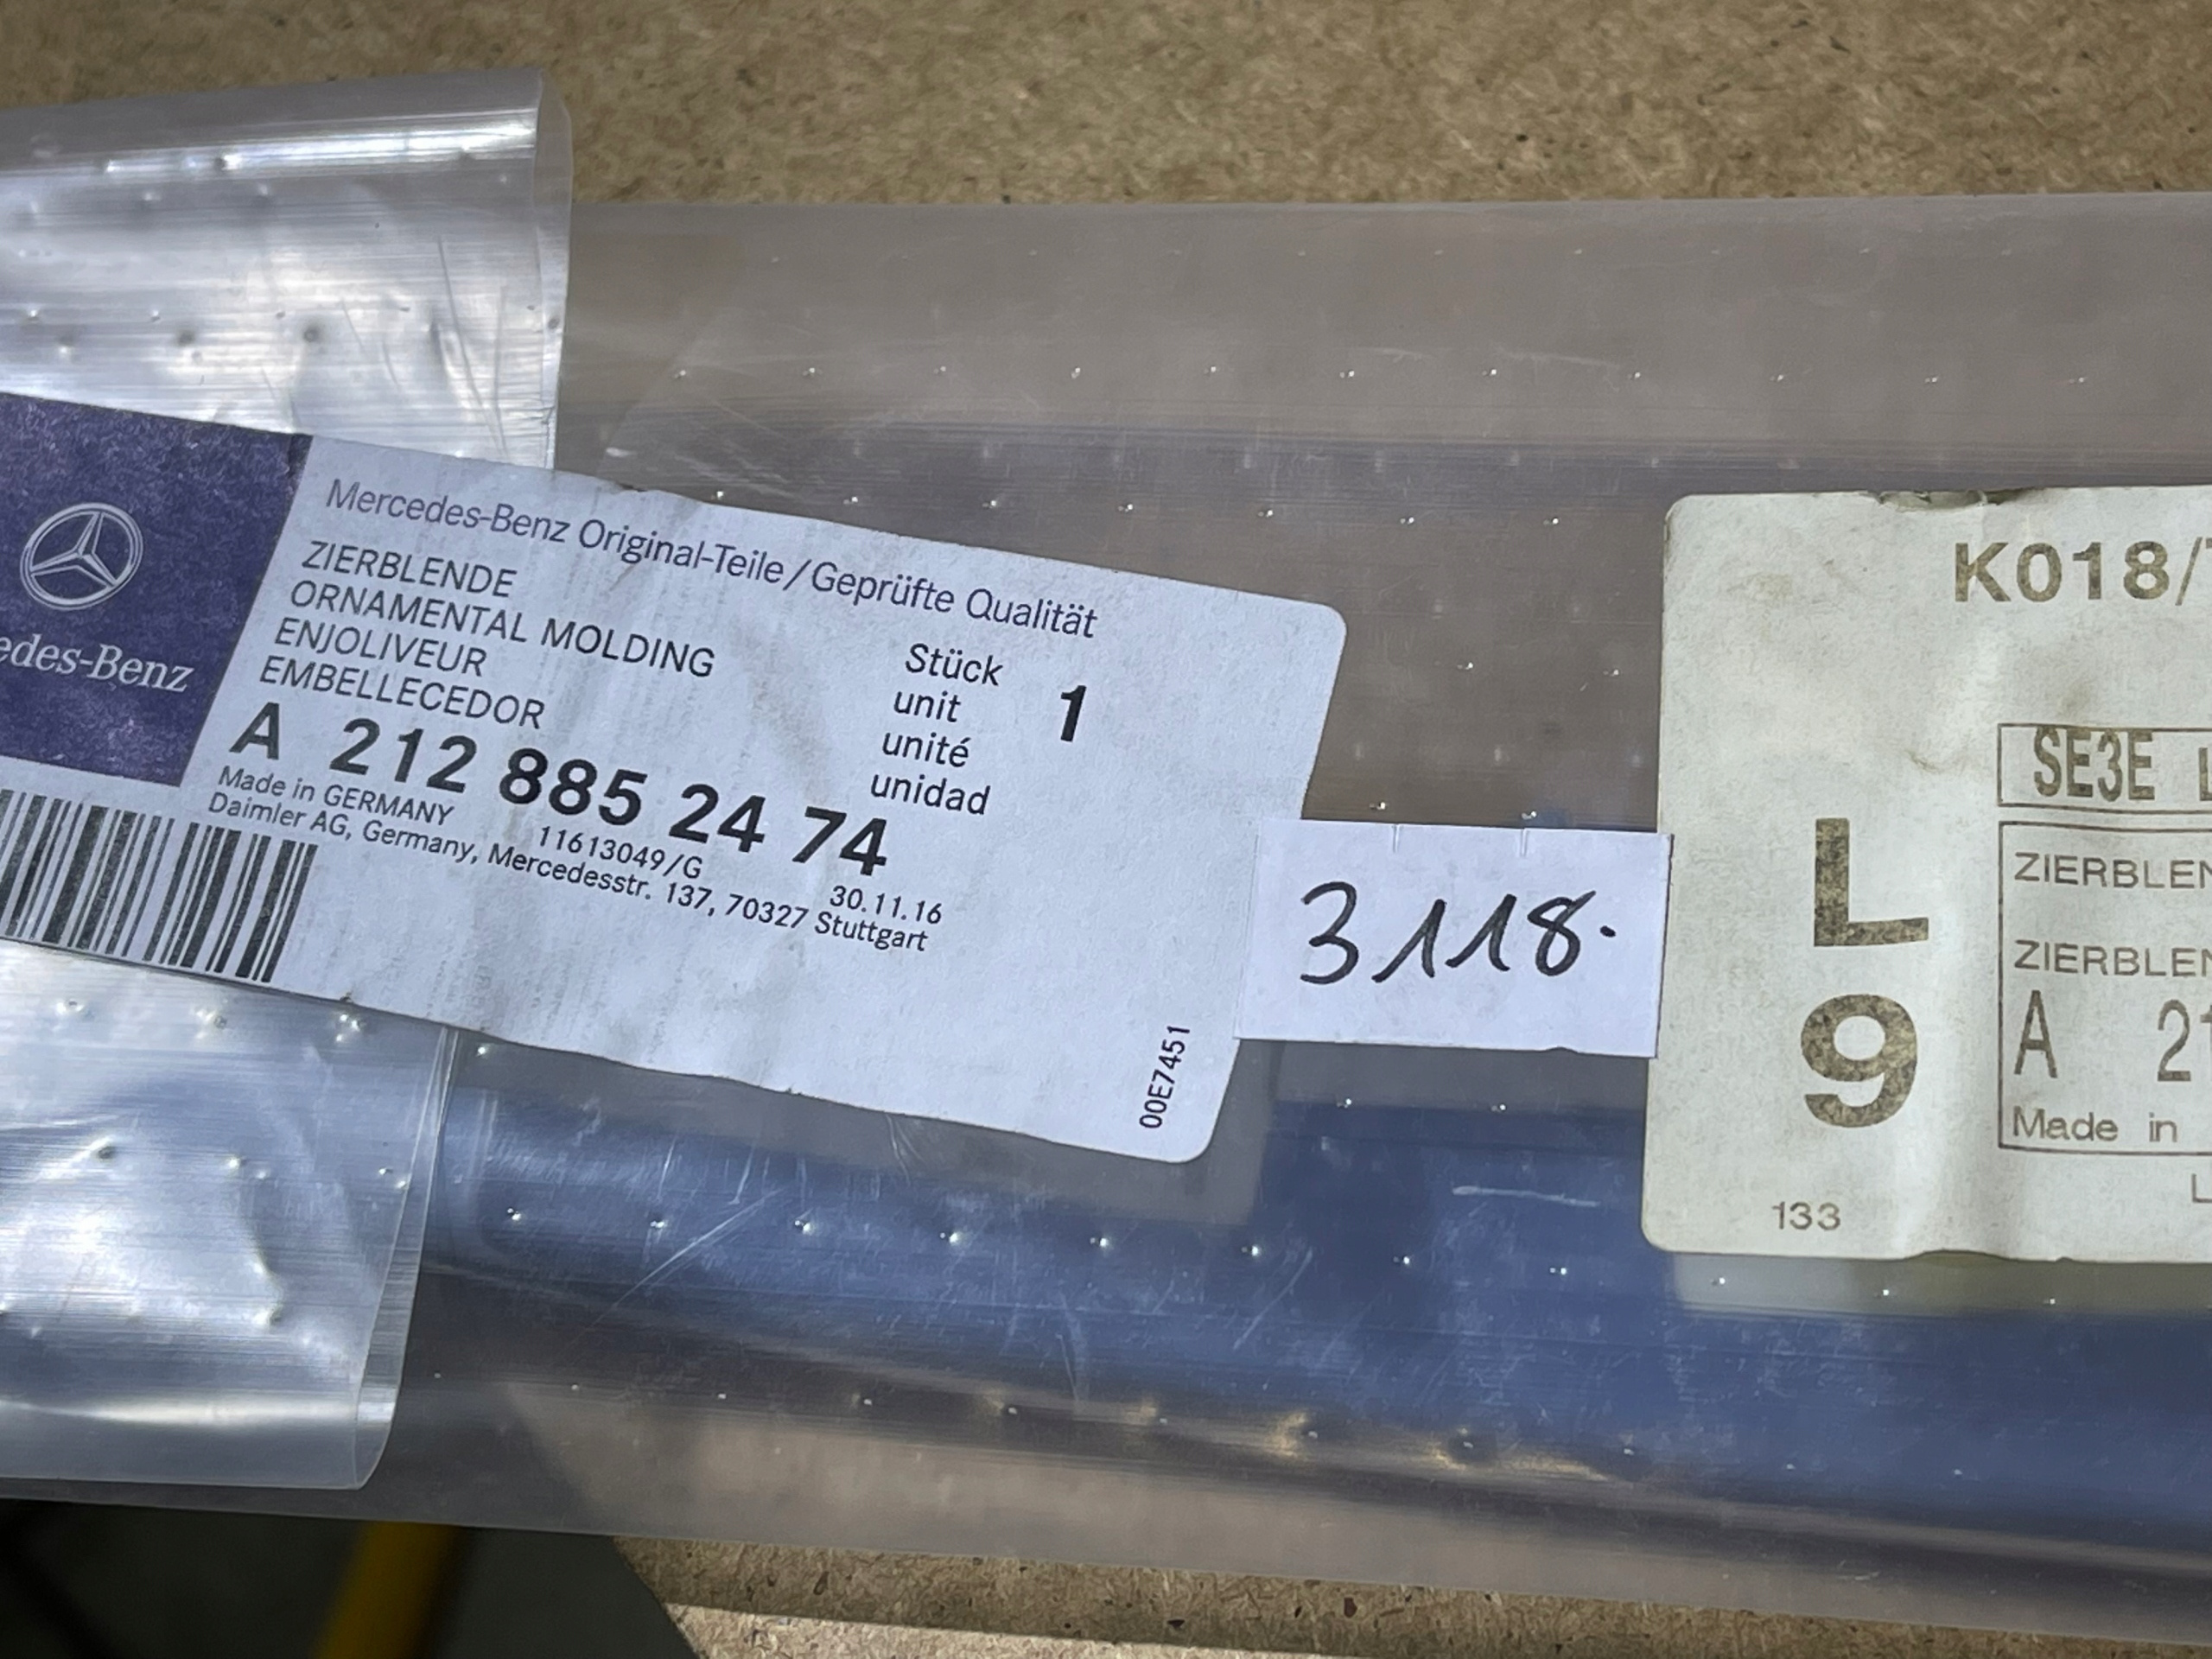 edes-Benz
Mercedes-Benz Original-Teile/Geprüfte Qualität
ZIERBLENDE
ORNAMENTAL MOLDING
ENJOLIVEUR
EMBELLECEDOR
Stück
unit
unité
unidad
1
A 212 885 24 74
Made in GERMANY
11613049/G
30.11.16
Daimler AG, Germany, Mercedesstr. 137, 70327 Stuttgart
00E7451
3118.
K018/
SE3E L
L
9
ZIERBLEN
ZIERBLEN
A 21
Made in
L
133